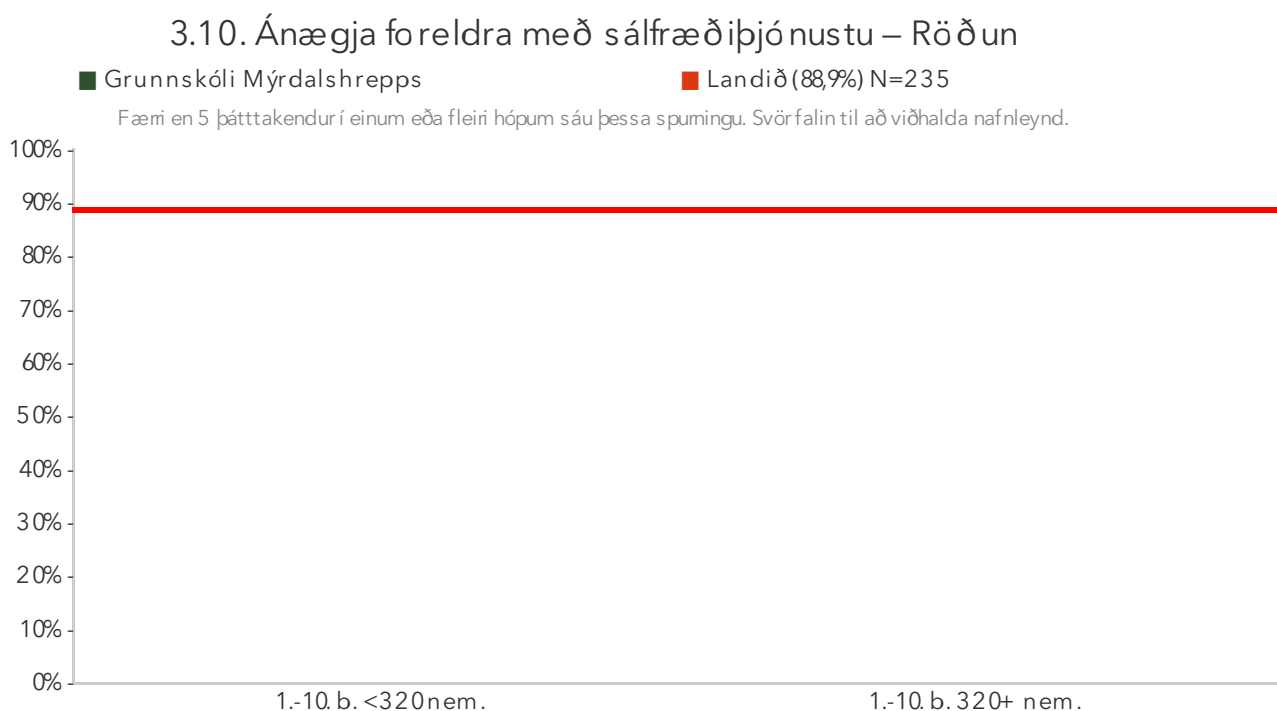 3.10. Ánægja foreldra með sálfræðiþjónustu – Röðun
Grunnskóli Mýrdalshrepps
Landið (88,9%) N=235
Færri en 5 þátttakendur í einum eða fleiri hópum sáu þessa spurningu. Svör falin til að viðhalda nafnleynd.
100%
90%
80%
70%
60%
50%
40%
30%
20%
10%
0%
1.-10. b. <320 nem.
1.-10. b. 320+ nem.